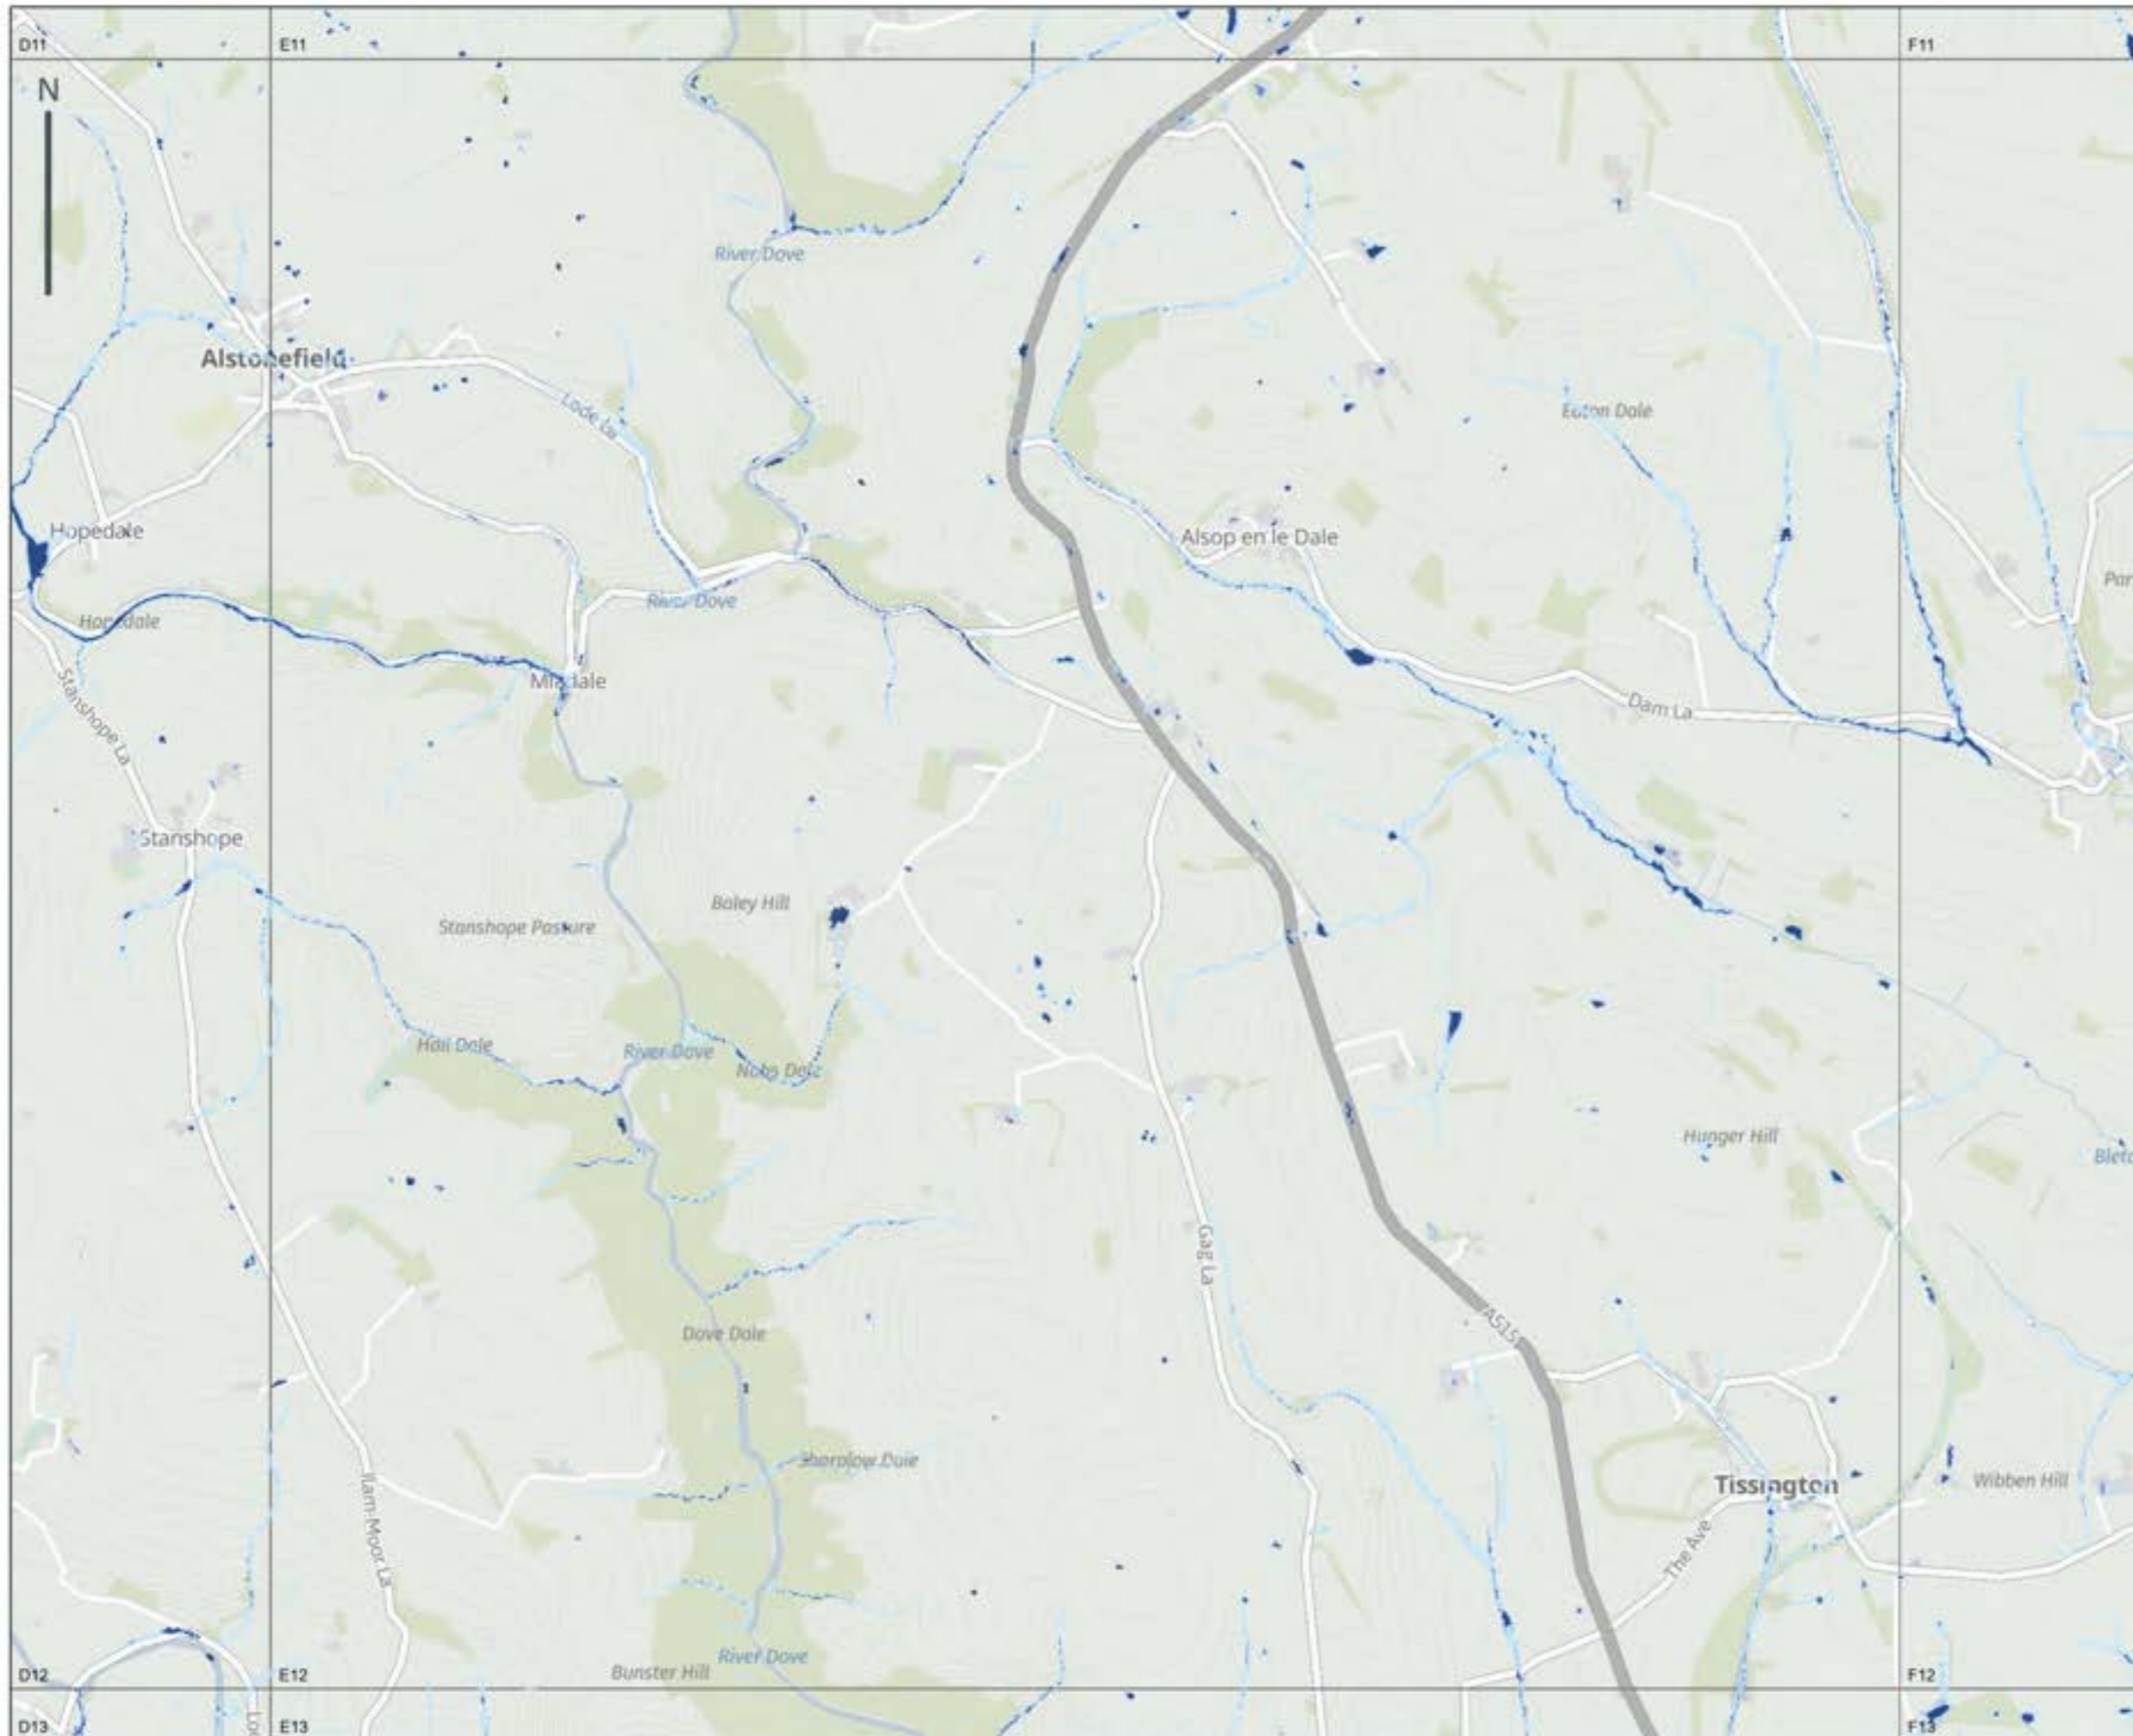 D11
E11
F11
N
River Dove
Alstonefield
Lode La
Eaton Dale
Hopedale
Alsop en le Dale
River Dove
Hopedale
Milldale
Stanshope La
Dam La
Stanshope
Baley Hill
Stanshope Pasture
Hall Dale
River Dove
Nabs Dale
Hunger Hill
Gag La
A515
Dove Dale
Sharplow Dale
Tissington
Wibben Hill
Ilam-Moor La
The Ave
River Dove
Bunster Hill
D12
E12
F12
D13
E13
F13